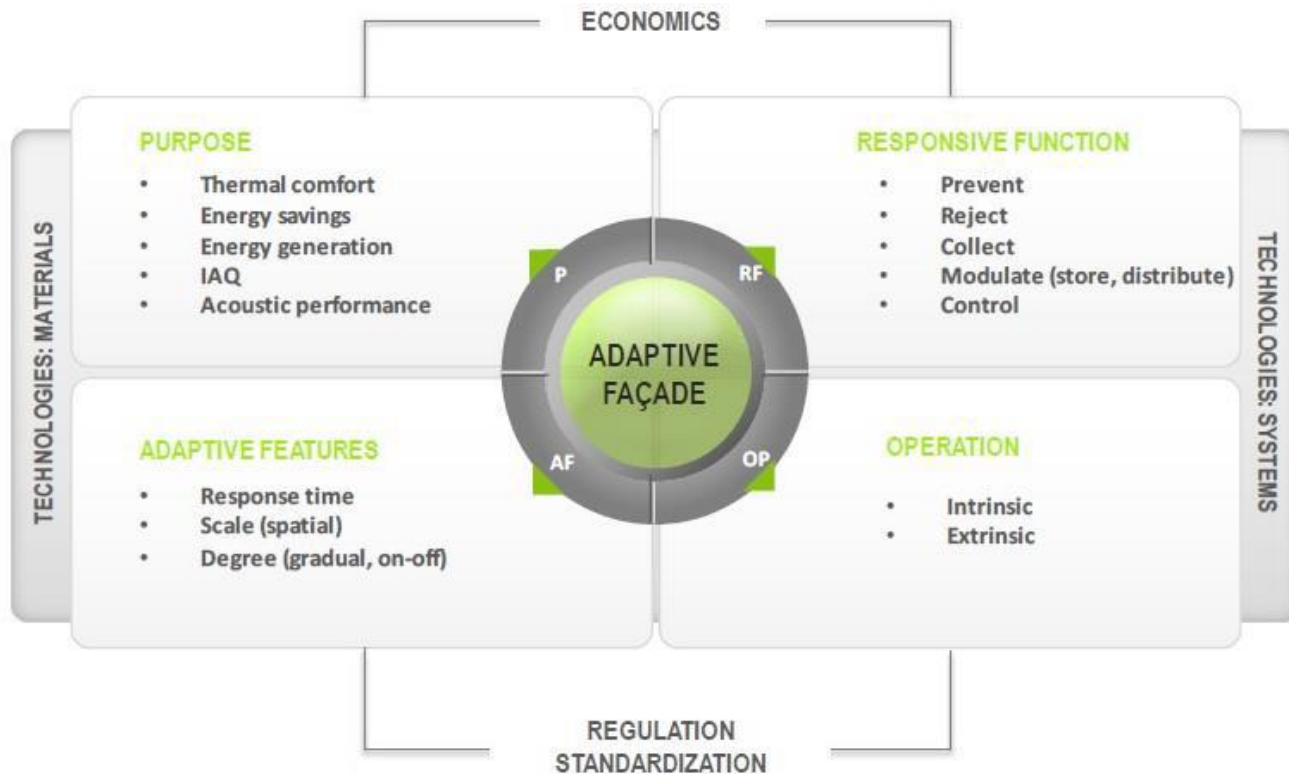 ECONOMICS
PURPOSE
• Thermal comfort
• Energy savings
• Energy generation
• IAQ
• Acoustic performance
RESPONSIVE FUNCTION
• Prevent
• Reject
• Collect
• Modulate (store, distribute)
• Control
TECHNOLOGIES: MATERIALS
P
RF
ADAPTIVE
FAÇADE
AF
OP
TECHNOLOGIES: SYSTEMS
ADAPTIVE FEATURES
• Response time
• Scale (spatial)
• Degree (gradual, on-off)
OPERATION
• Intrinsic
• Extrinsic
REGULATION
STANDARDIZATION